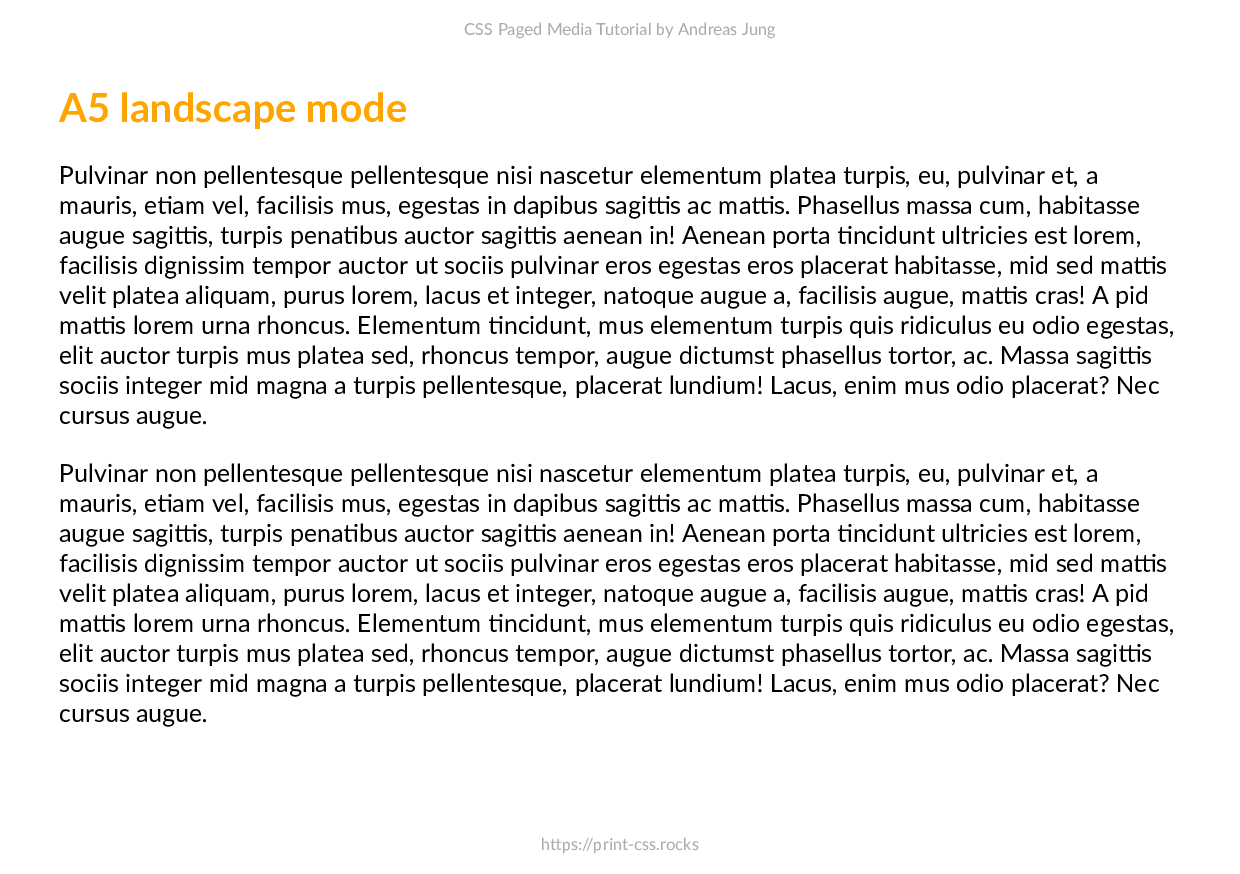 CSS Paged Media Tutorial by Andreas Jung
A5 landscape mode
Pulvinar non pellentesque pellentesque nisi nascetur elementum platea turpis, eu, pulvinar et, a
mauris, etiam vel, facilisis mus, egestas in dapibus sagittis ac mattis. Phasellus massa cum, habitasse
augue sagittis, turpis penatibus auctor sagittis aenean in! Aenean porta tincidunt ultricies est lorem,
facilisis dignissim tempor auctor ut sociis pulvinar eros egestas eros placerat habitasse, mid sed mattis
velit platea aliquam, purus lorem, lacus et integer, natoque augue a, facilisis augue, mattis cras! A pid
mattis lorem urna rhoncus. Elementum tincidunt, mus elementum turpis quis ridiculus eu odio egestas,
elit auctor turpis mus platea sed, rhoncus tempor, augue dictumst phasellus tortor, ac. Massa sagittis
sociis integer mid magna a turpis pellentesque, placerat lundium! Lacus, enim mus odio placerat? Nec
cursus augue.
Pulvinar non pellentesque pellentesque nisi nascetur elementum platea turpis, eu, pulvinar et, a
mauris, etiam vel, facilisis mus, egestas in dapibus sagittis ac mattis. Phasellus massa cum, habitasse
augue sagittis, turpis penatibus auctor sagittis aenean in! Aenean porta tincidunt ultricies est lorem,
facilisis dignissim tempor auctor ut sociis pulvinar eros egestas eros placerat habitasse, mid sed mattis
velit platea aliquam, purus lorem, lacus et integer, natoque augue a, facilisis augue, mattis cras! A pid
mattis lorem urna rhoncus. Elementum tincidunt, mus elementum turpis quis ridiculus eu odio egestas,
elit auctor turpis mus platea sed, rhoncus tempor, augue dictumst phasellus tortor, ac. Massa sagittis
sociis integer mid magna a turpis pellentesque, placerat lundium! Lacus, enim mus odio placerat? Nec
cursus augue.
https://print-css.rocks